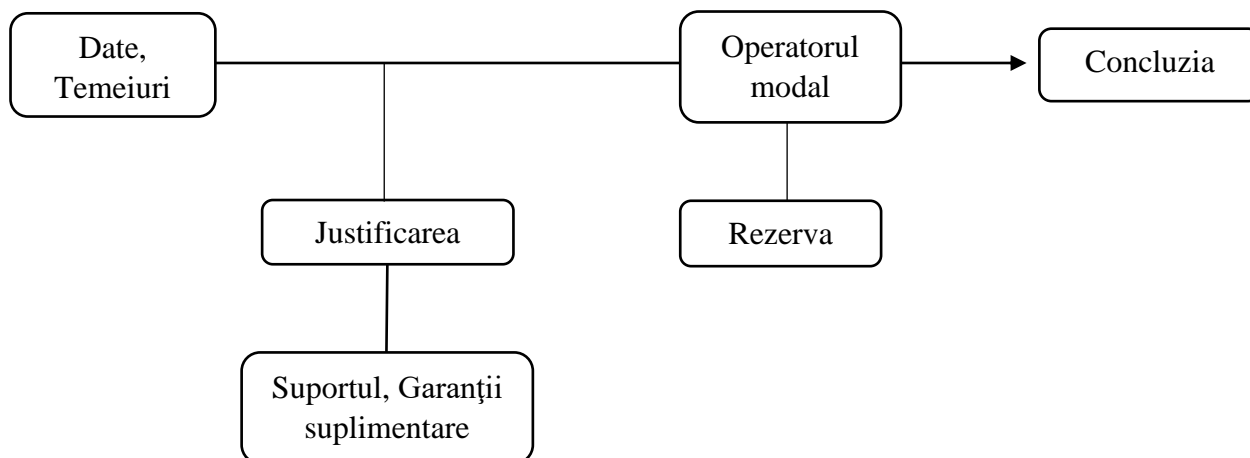 Date,
Temeiuri
Operatorul
modal
Concluzia
Justificarea
Rezerva
Suportul, Garanţii
suplimentare